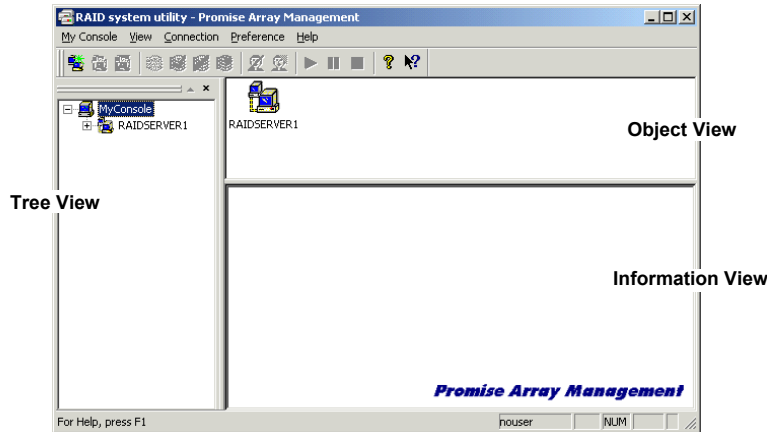 RAID system utility - Promise Array Management
My Console View Connection Preference Help
MyConsole
RAIDSERVER1
RAIDSERVER1
Object View
Tree View
Information View
Promise Array Management
For Help, press F1
nouser
NUM